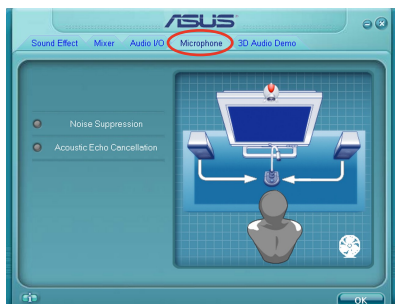 ASUS
Sound Effect Mixer Audio I/O Microphone 3D Audio Demo
Noise Suppression
Acoustic Echo Cancellation
OK